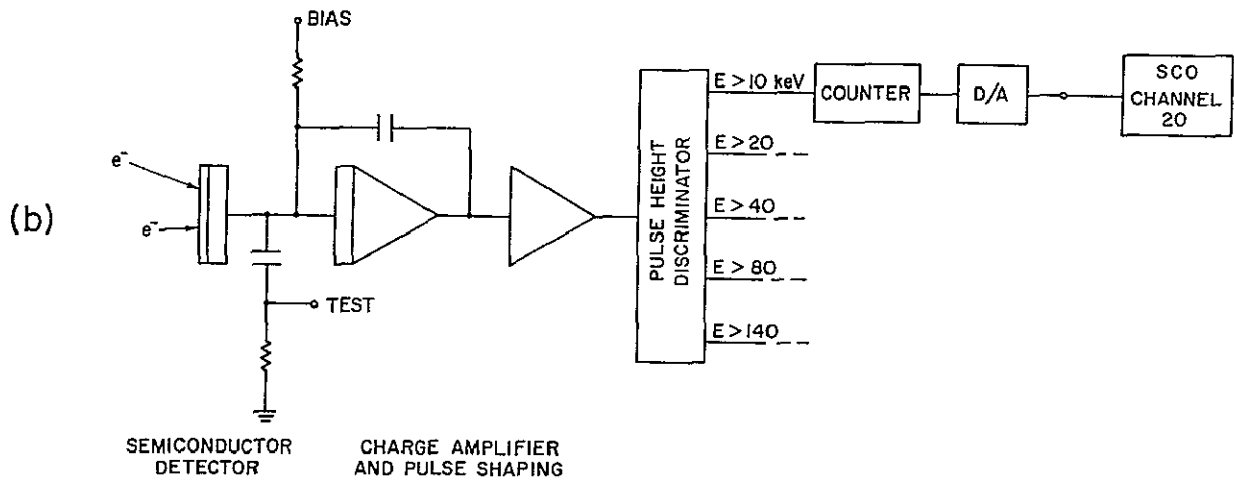 BIAS
E > 10 keV
COUNTER
D/A
SCO
CHANNEL
20
e⁻
e⁻
(b)
TEST
PULSE HEIGHT
DISCRIMINATOR
E > 20
E > 40
E > 80
E > 140
SEMICONDUCTOR
DETECTOR
CHARGE AMPLIFIER
AND PULSE SHAPING